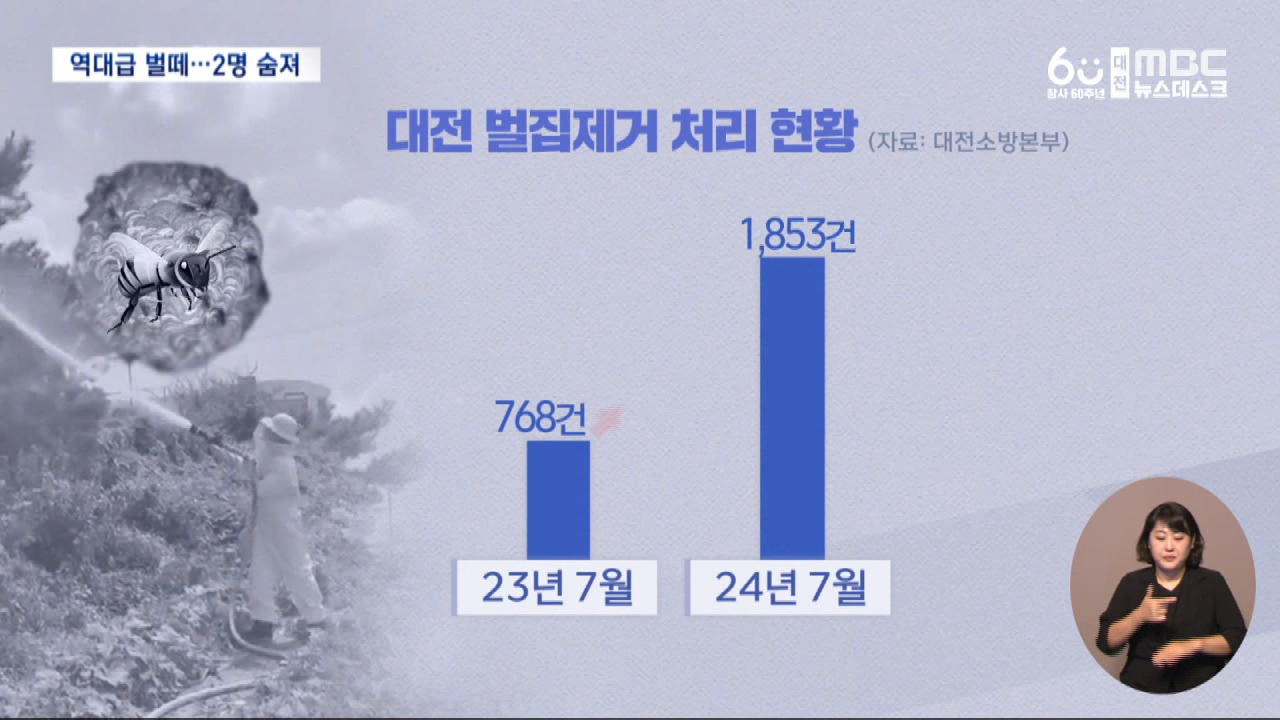 역대급 벌떼…2명 숨져
60
창사 60주년
대전
MBC
뉴스데스크
대전 벌집제거 처리 현황 (자료: 대전소방본부)
1,853건
768건
23년 7월
24년 7월